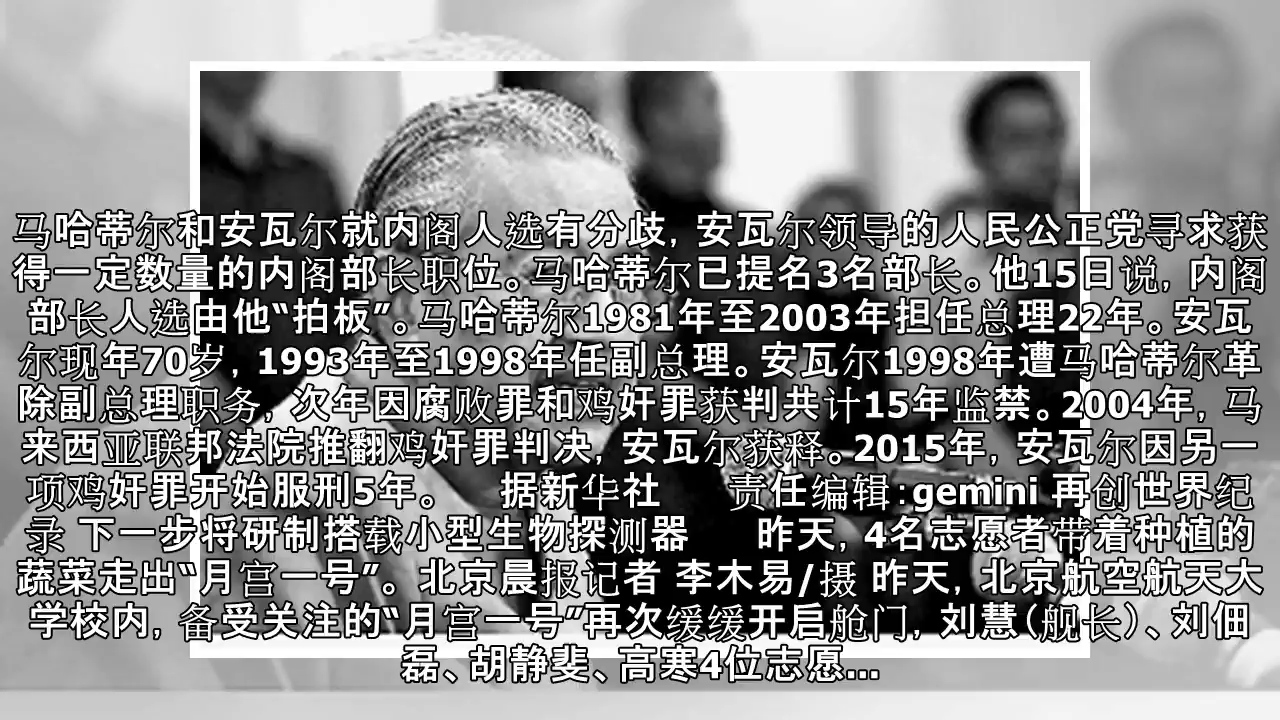 马哈蒂尔和安瓦尔就内阁人选有分歧，安瓦尔领导的人民公正党寻求获
得一定数量的内阁部长职位。马哈蒂尔已提名3名部长。他15日说，内阁
部长人选由他“拍板”。马哈蒂尔1981年至2003年担任总理22年。安瓦
尔现年70岁，1993年至1998年任副总理。安瓦尔1998年遭马哈蒂尔革
除副总理职务，次年因腐败罪和鸡奸罪获判共计15年监禁。2004年，马
来西亚联邦法院推翻鸡奸罪判决，安瓦尔获释。2015年，安瓦尔因另一
项鸡奸罪开始服刑5年。 据新华社 责任编辑：gemini 再创世界纪
录 下一步将研制搭载小型生物探测器 昨天，4名志愿者带着种植的
蔬菜走出“月宫一号”。北京晨报记者 李木易/摄 昨天，北京航空航天大
学校内，备受关注的“月宫一号”再次缓缓开启舱门，刘慧（舰长）、刘佃
磊、胡静斐、高寒4位志愿...